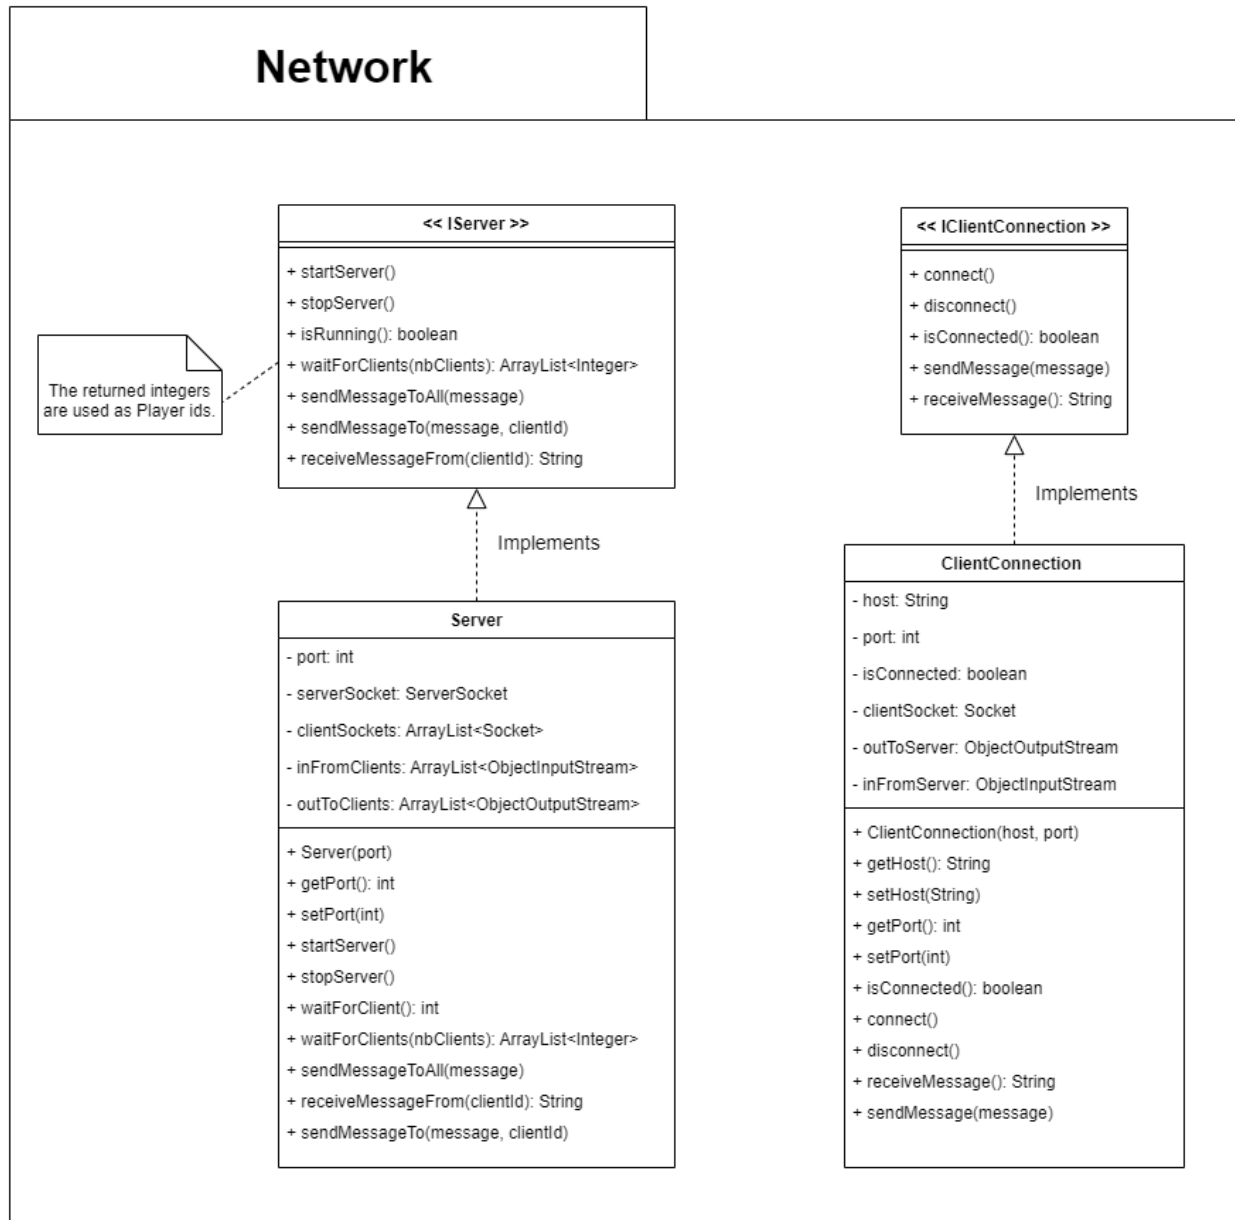 Network
<< IServer >>
+ startServer()
+ stopServer()
+ isRunning(): boolean
+ waitForClients(nbClients): ArrayList<Integer>
+ sendMessageToAll(message)
+ sendMessageTo(message, clientId)
+ receiveMessageFrom(clientId): String
The returned integers
are used as Player ids.
Implements
Server
- port: int
- serverSocket: ServerSocket
- clientSockets: ArrayList<Socket>
- inFromClients: ArrayList<ObjectInputStream>
- outToClients: ArrayList<ObjectOutputStream>
+ Server(port)
+ getPort(): int
+ setPort(int)
+ startServer()
+ stopServer()
+ waitForClient(): int
+ waitForClients(nbClients): ArrayList<Integer>
+ sendMessageToAll(message)
+ receiveMessageFrom(clientId): String
+ sendMessageTo(message, clientId)
<< IClientConnection >>
+ connect()
+ disconnect()
+ isConnected(): boolean
+ sendMessage(message)
+ receiveMessage(): String
Implements
ClientConnection
- host: String
- port: int
- isConnected: boolean
- clientSocket: Socket
- outToServer: ObjectOutputStream
- inFromServer: ObjectInputStream
+ ClientConnection(host, port)
+ getHost(): String
+ setHost(String)
+ getPort(): int
+ setPort(int)
+ isConnected(): boolean
+ connect()
+ disconnect()
+ receiveMessage(): String
+ sendMessage(message)